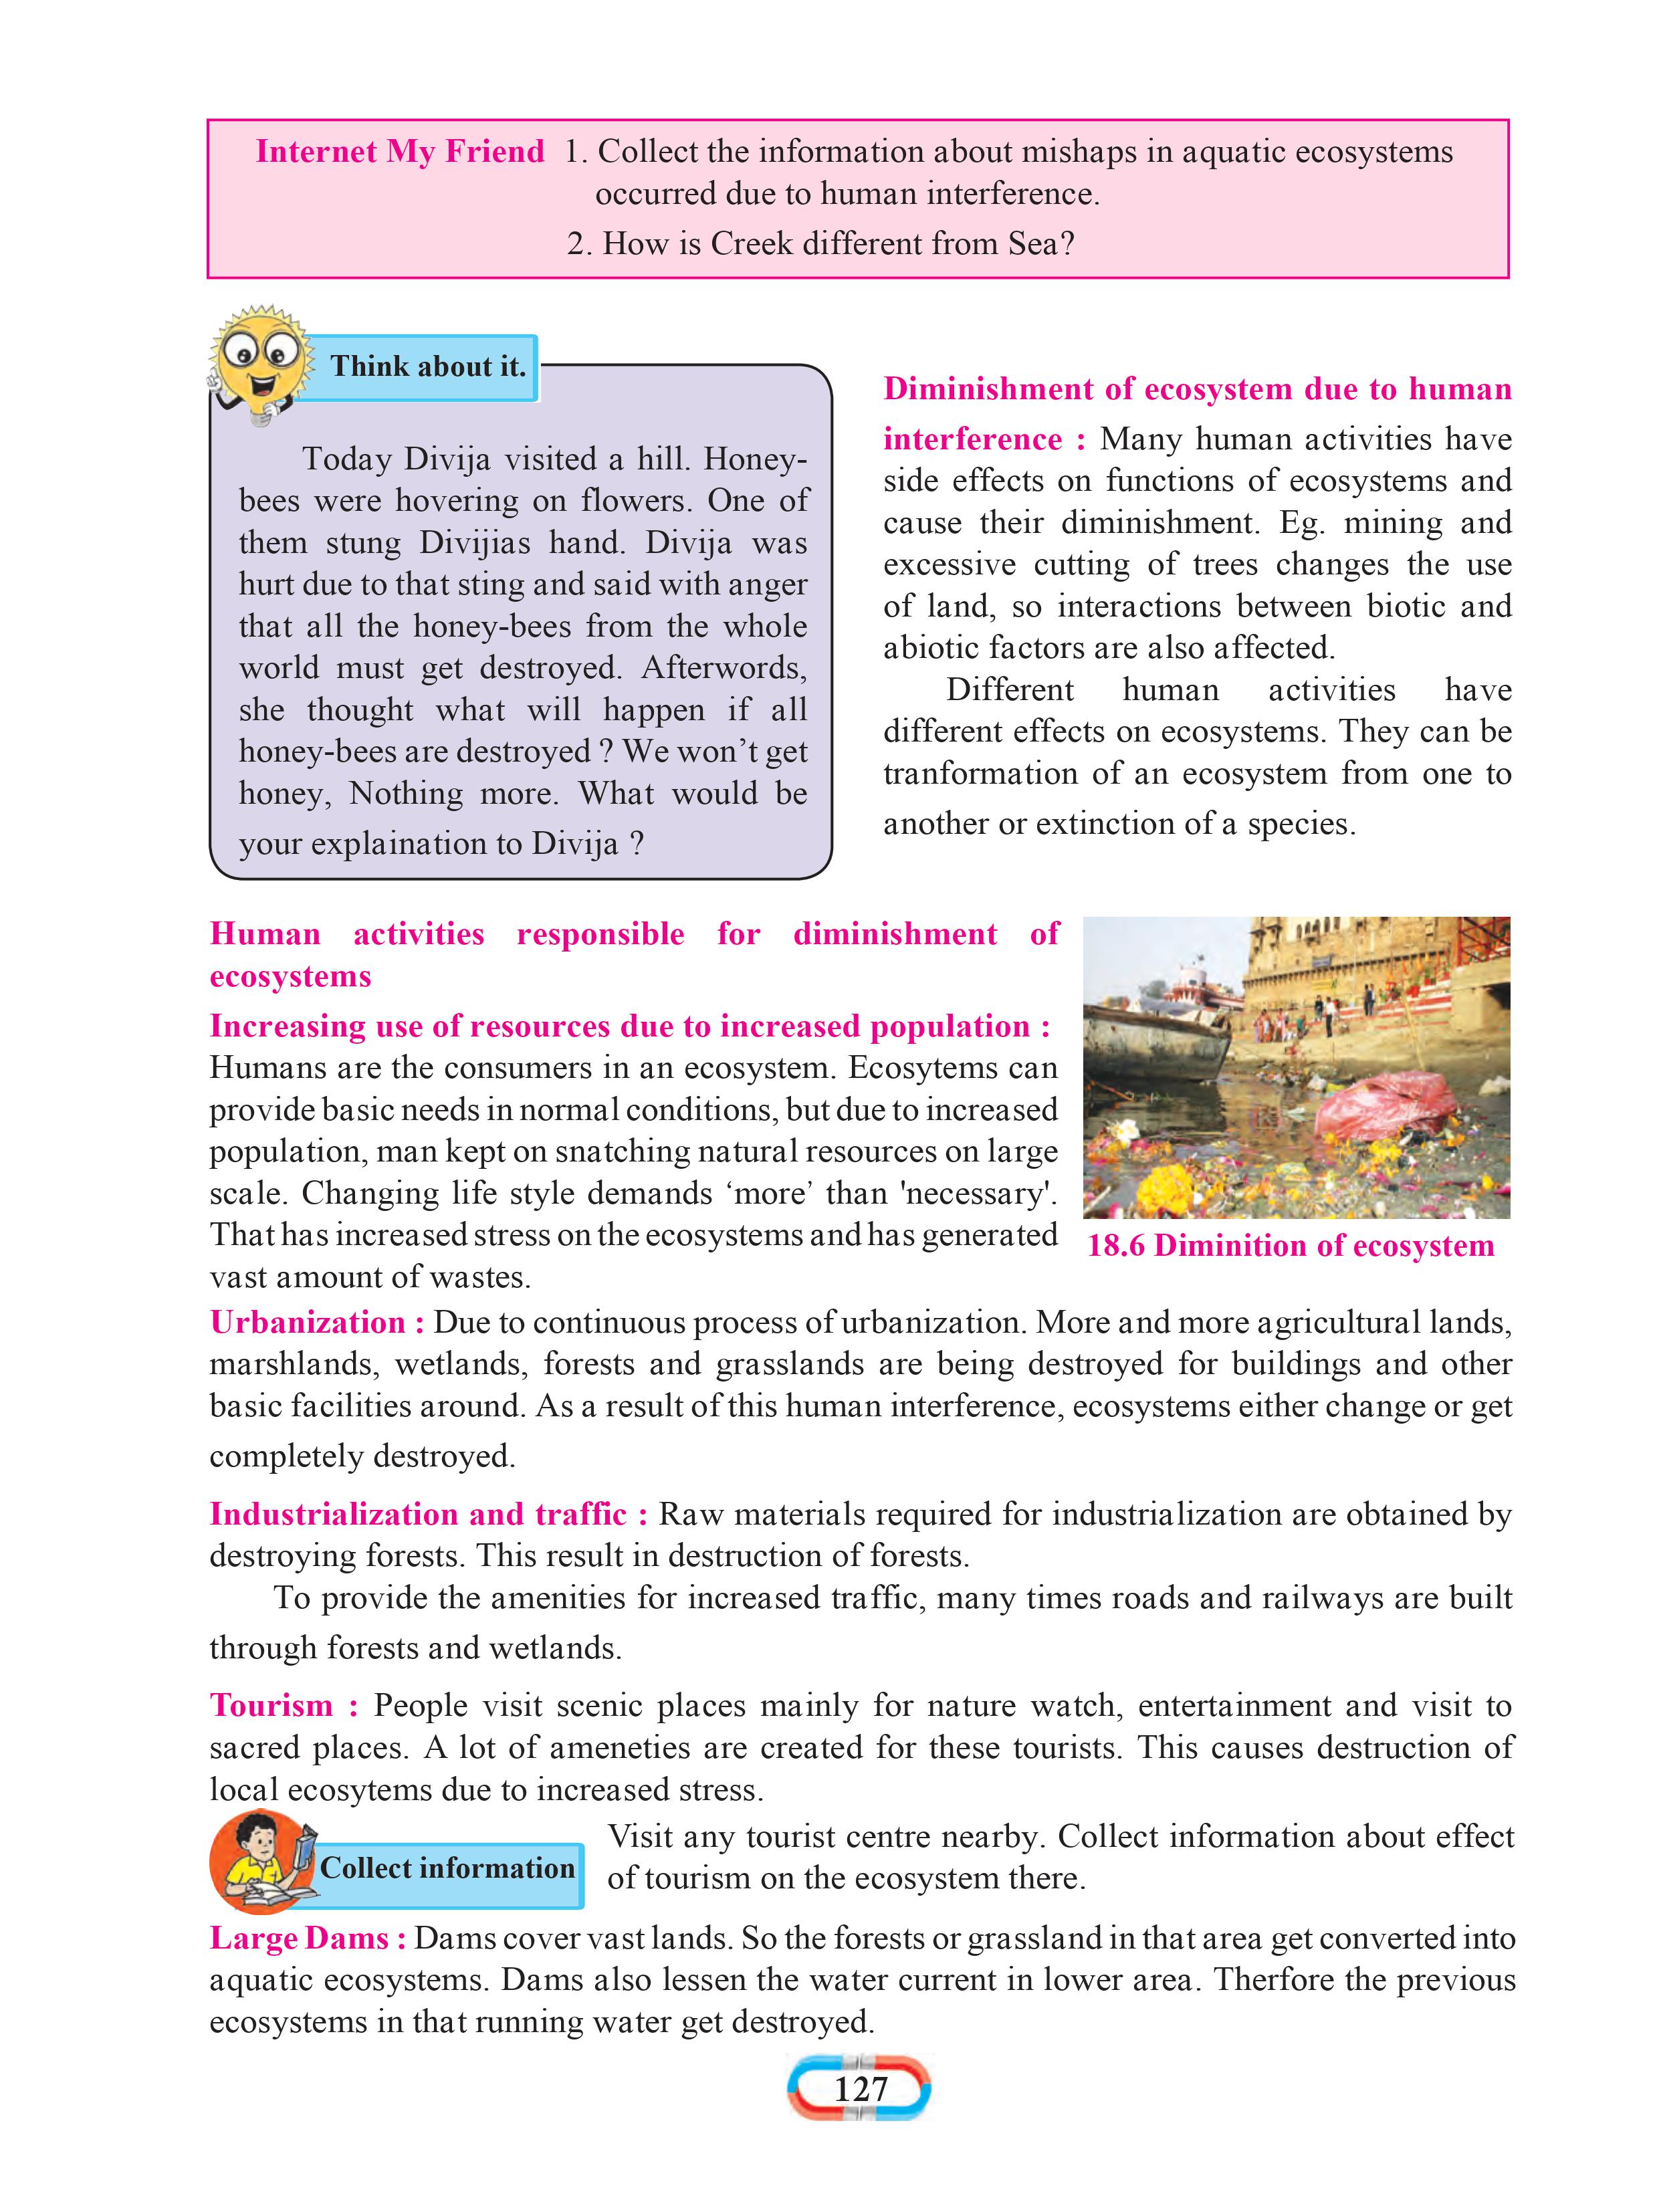 Internet My Friend 1. Collect the information about mishaps in aquatic ecosystems
occurred due to human interference.
2. How is Creek different from Sea?
Think about it.
Today Divija visited a hill. Honey-
bees were hovering on flowers. One of
them stung Divijias hand. Divija was
hurt due to that sting and said with anger
that all the honey-bees from the whole
world must get destroyed. Afterwords,
she thought what will happen if all
honey-bees are destroyed ? We won’t get
honey, Nothing more. What would be
your explaination to Divija ?
Diminishment of ecosystem due to human
interference : Many human activities have
side effects on functions of ecosystems and
cause their diminishment. Eg. mining and
excessive cutting of trees changes the use
of land, so interactions between biotic and
abiotic factors are also affected.
Different human activities have
different effects on ecosystems. They can be
tranformation of an ecosystem from one to
another or extinction of a species.
Human activities responsible for diminishment of
ecosystems
Increasing use of resources due to increased population :
Humans are the consumers in an ecosystem. Ecosytems can
provide basic needs in normal conditions, but due to increased
population, man kept on snatching natural resources on large
scale. Changing life style demands ‘more’ than 'necessary'.
That has increased stress on the ecosystems and has generated
vast amount of wastes.
18.6 Diminition of ecosystem
Urbanization : Due to continuous process of urbanization. More and more agricultural lands,
marshlands, wetlands, forests and grasslands are being destroyed for buildings and other
basic facilities around. As a result of this human interference, ecosystems either change or get
completely destroyed.
Industrialization and traffic : Raw materials required for industrialization are obtained by
destroying forests. This result in destruction of forests.
To provide the amenities for increased traffic, many times roads and railways are built
through forests and wetlands.
Tourism : People visit scenic places mainly for nature watch, entertainment and visit to
sacred places. A lot of ameneties are created for these tourists. This causes destruction of
local ecosytems due to increased stress.
Collect information
Visit any tourist centre nearby. Collect information about effect
of tourism on the ecosystem there.
Large Dams : Dams cover vast lands. So the forests or grassland in that area get converted into
aquatic ecosystems. Dams also lessen the water current in lower area. Therfore the previous
ecosystems in that running water get destroyed.
127